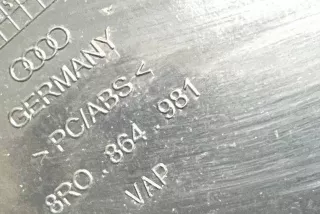 GERMANY
>PC/ABS<
8R0.864.981
VAP